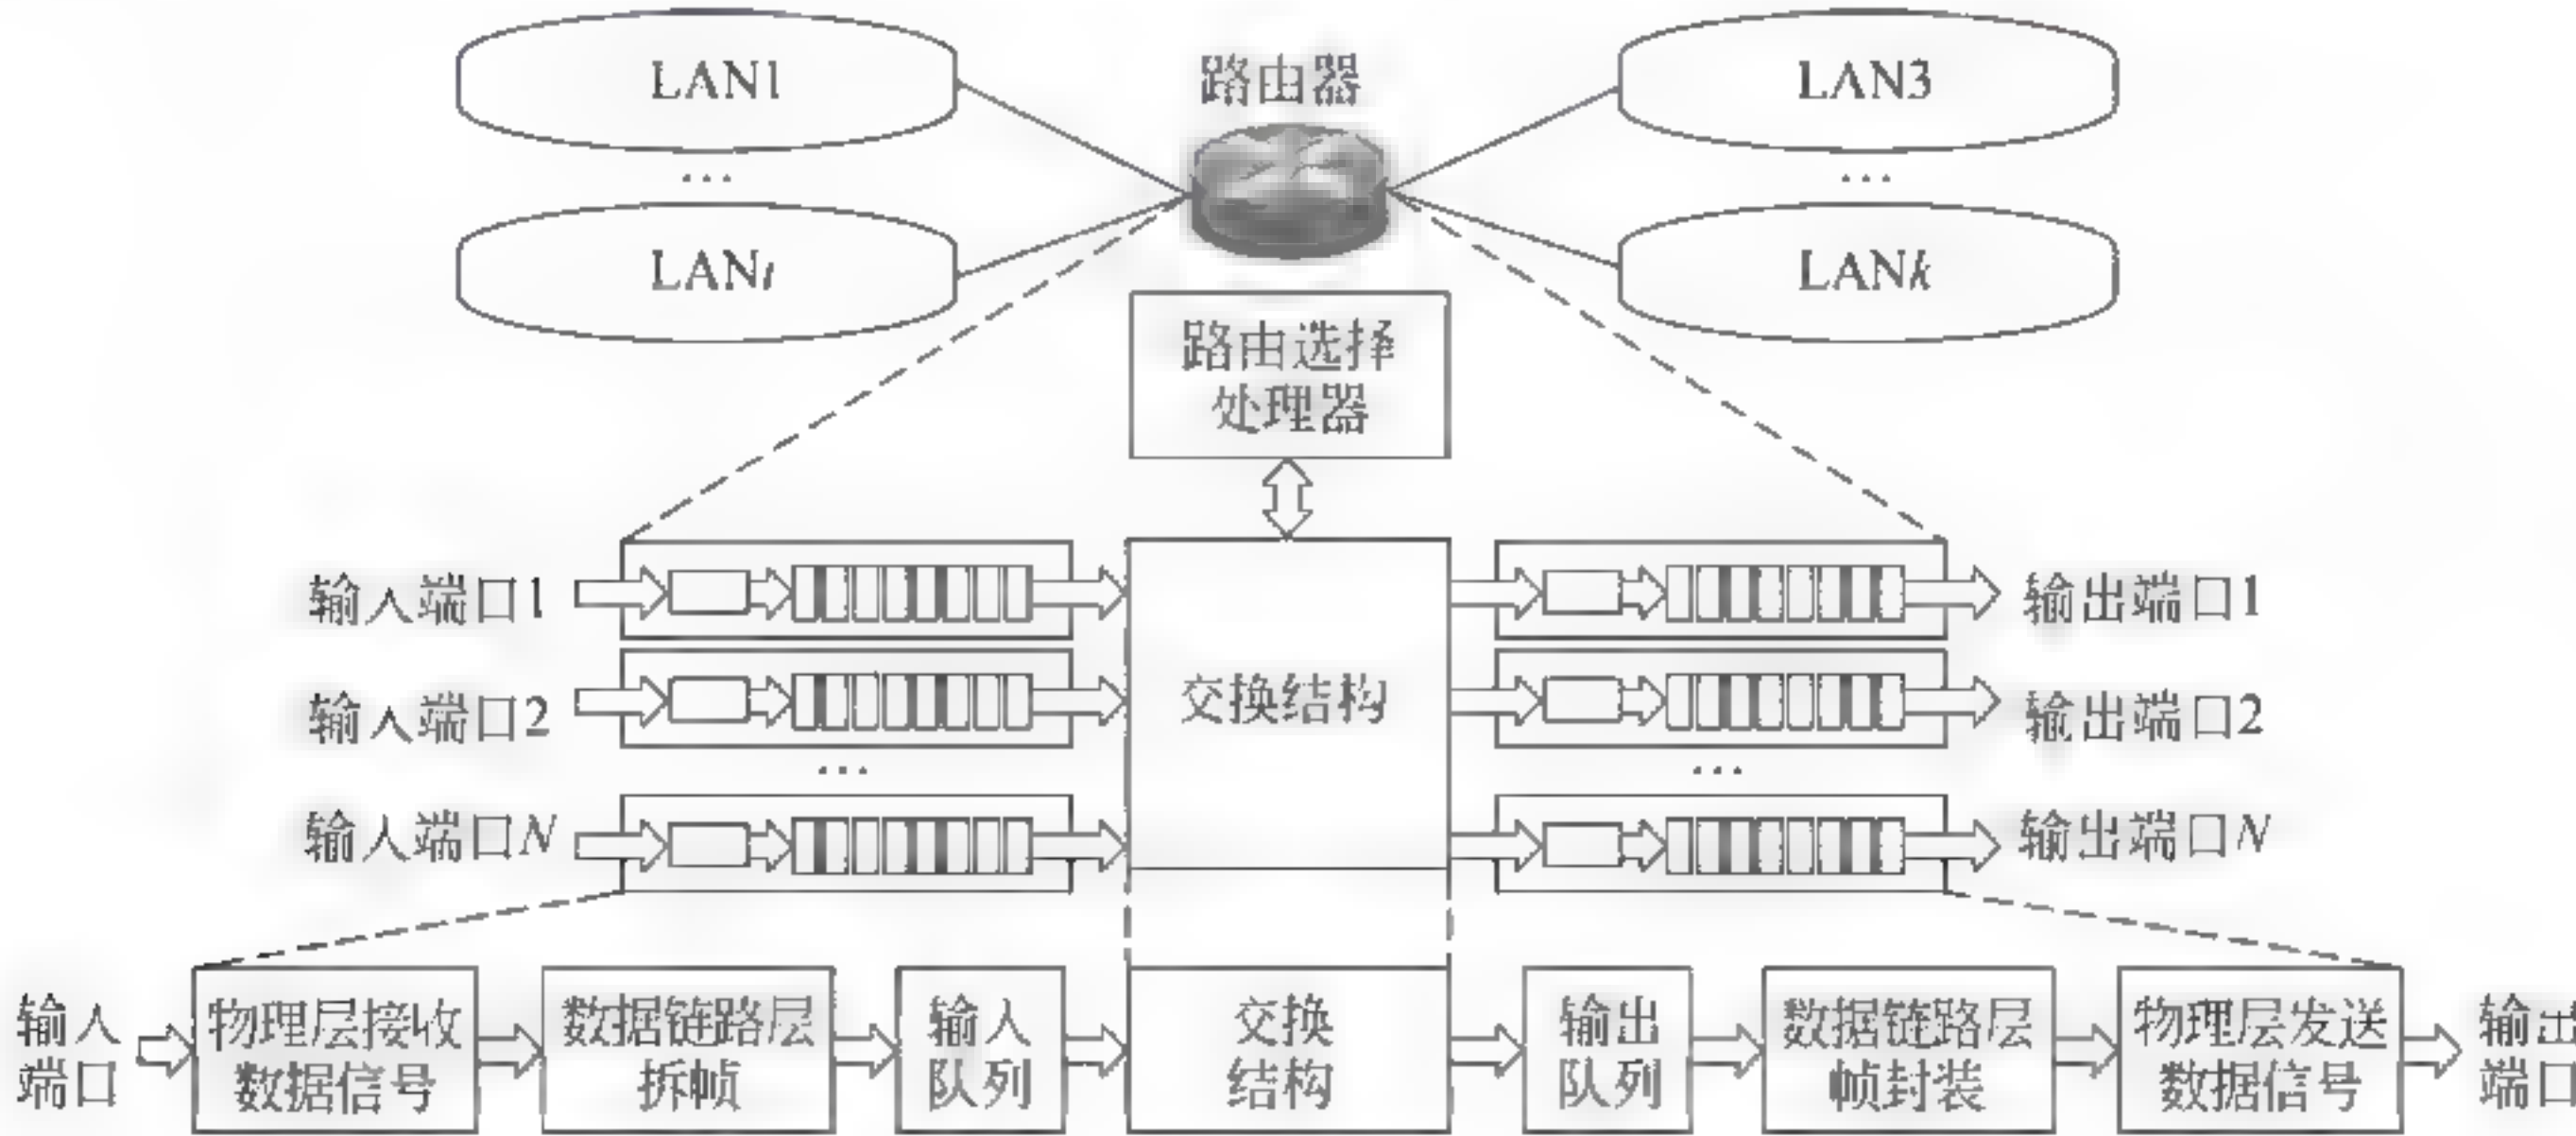 LAN1
路由器
LAN3
...
...
LANi
LANk
路由选择
处理器
输入端口1
输出端口1
输入端口2
交换结构
输出端口2
...
...
输入端口N
输出端口N
输入
端口
物理层接收
数据信号
数据链路层
拆帧
输入
队列
交换
结构
输出
队列
数据链路层
帧封装
物理层发送
数据信号
输出
端口